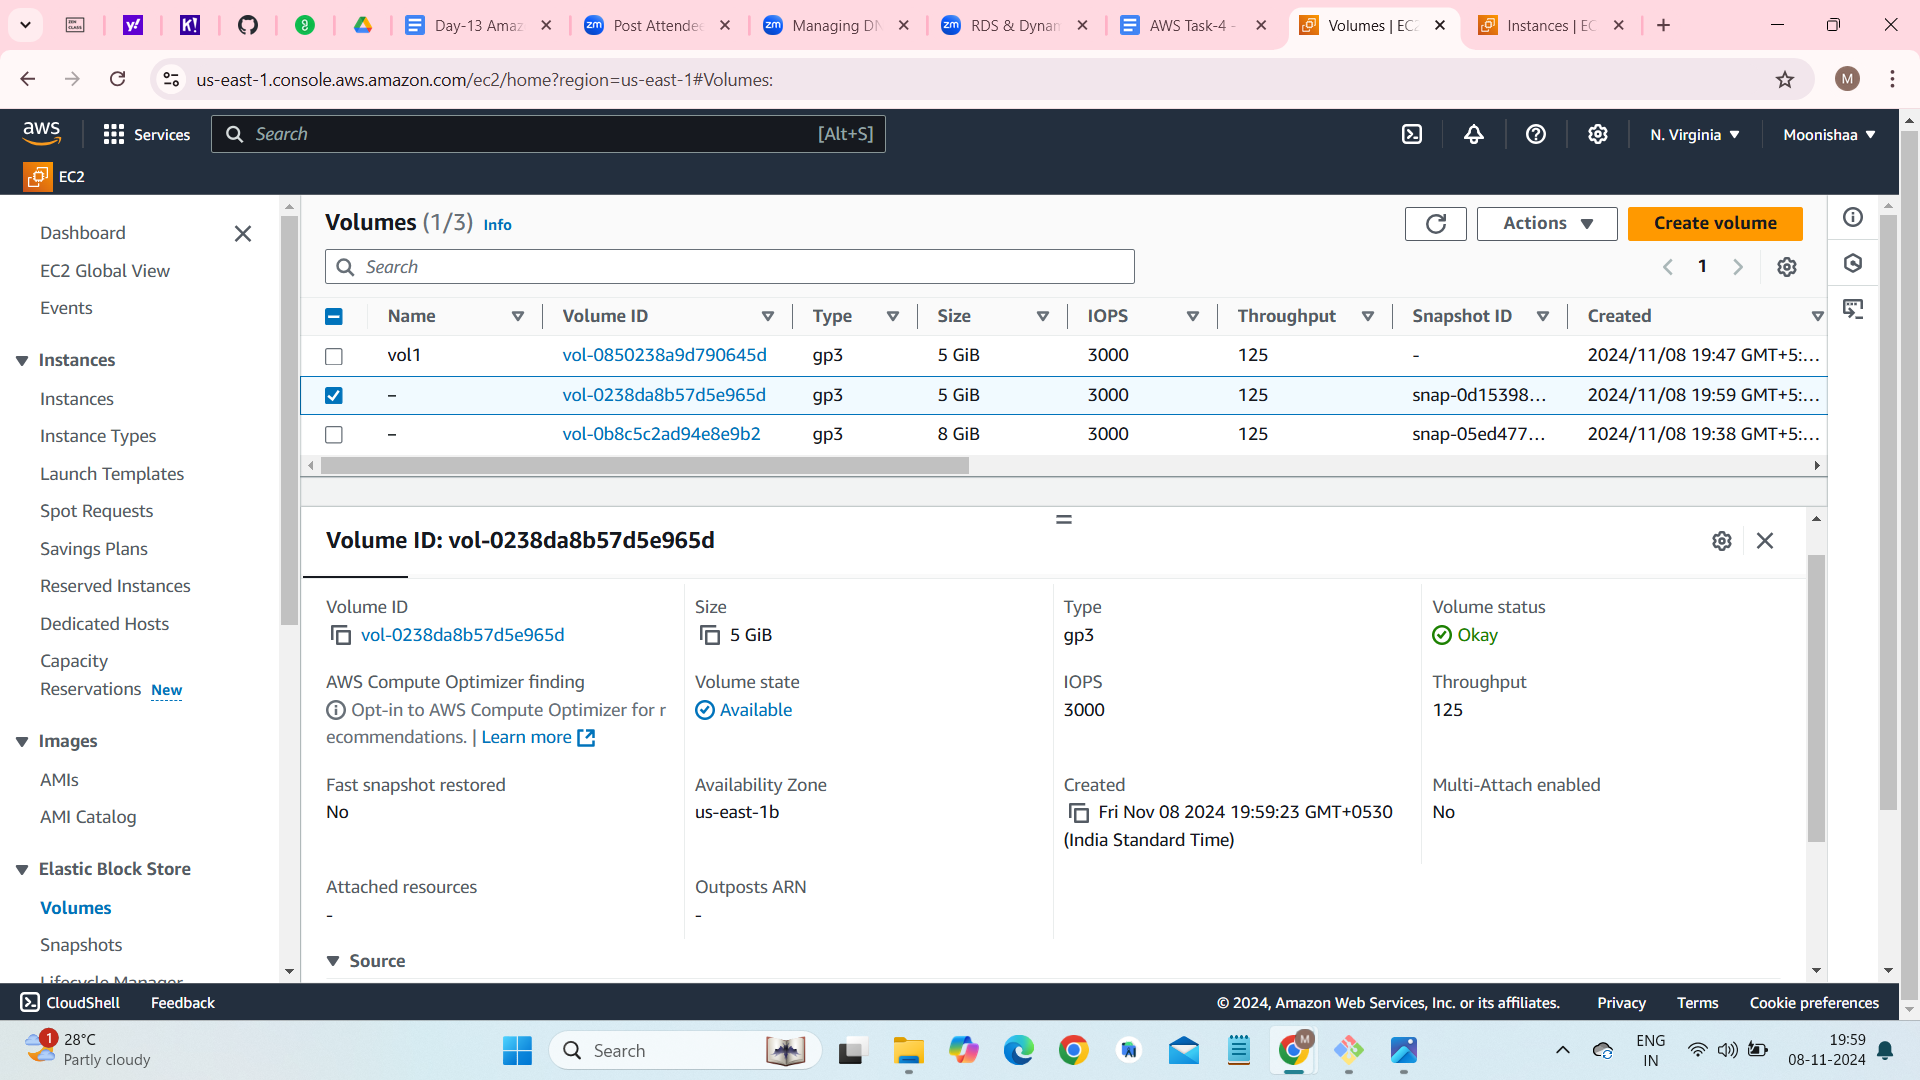 Day-13 Amaz
Post Attendee
Managing DN
RDS & Dynam
AWS Task-4 -
Volumes | EC2
Instances | EC
us-east-1.console.aws.amazon.com/ec2/home?region=us-east-1#Volumes:
M
aws
Services
Search
[Alt+S]
N. Virginia
Moonishaa
EC2
Dashboard
EC2 Global View
Events
Instances
Instances
Instance Types
Launch Templates
Spot Requests
Savings Plans
Reserved Instances
Dedicated Hosts
Capacity
Reservations New
Images
AMIs
AMI Catalog
Elastic Block Store
Volumes
Snapshots
Lifecycle Manager
Volumes (1/3) Info
Actions
Create volume
Search
1
Name Volume ID Type Size IOPS Throughput Snapshot ID Created
vol1 vol-0850238a9d790645d gp3 5 GiB 3000 125 - 2024/11/08 19:47 GMT+5:...
– vol-0238da8b57d5e965d gp3 5 GiB 3000 125 snap-0d15398... 2024/11/08 19:59 GMT+5:...
– vol-0b8c5c2ad94e8e9b2 gp3 8 GiB 3000 125 snap-05ed477... 2024/11/08 19:38 GMT+5:...
Volume ID: vol-0238da8b57d5e965d
Volume ID
vol-0238da8b57d5e965d
Size
5 GiB
Type
gp3
Volume status
Okay
AWS Compute Optimizer finding
Opt-in to AWS Compute Optimizer for r
ecommendations. | Learn more
Volume state
Available
IOPS
3000
Throughput
125
Fast snapshot restored
No
Availability Zone
us-east-1b
Created
Fri Nov 08 2024 19:59:23 GMT+0530
(India Standard Time)
Multi-Attach enabled
No
Attached resources
-
Outposts ARN
-
Source
CloudShell
Feedback
© 2024, Amazon Web Services, Inc. or its affiliates.
Privacy
Terms
Cookie preferences
1
28°C
Partly cloudy
Search
M
ENG
IN
19:59
08-11-2024